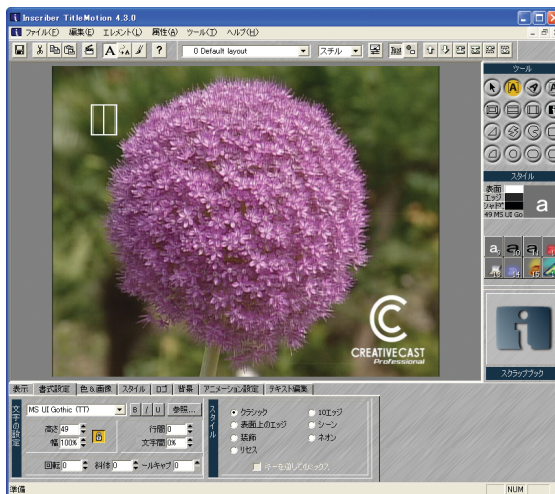 Inscriber TitleMotion 4.3.0
ファイル(F) 編集(E) エレメント(L) 属性(A) ツール(T) ヘルプ(H)
0 Default layout スチル
ツール
スタイル
表面
エッジ
シャドウ
49 MS UI Go
CREATIVECAST
Professional
スクラップブック
表示 書式設定 色&画像 スタイル ロゴ 背景 アニメーション設定 テキスト編集
文字の設定
MS UI Gothic (TT) B I U 参照...
高さ 49 行間 0
幅 100% 文字間 0%
回転 0 斜体 0 ールキャプ 0
スタイル
クラシック IOエッジ
表面上のエッジ シーン
装飾 ネオン
リセス
準備 NUM